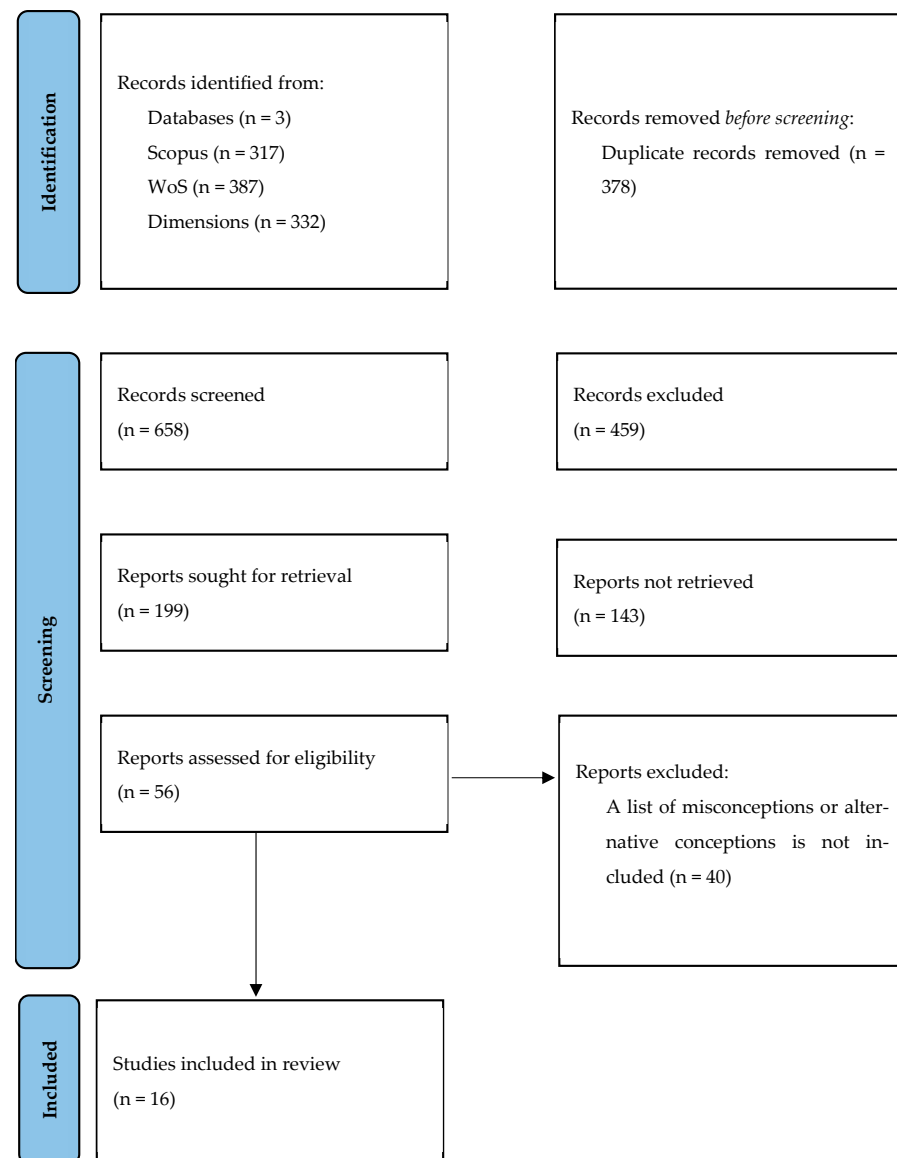 Identification
Records identified from:
Databases (n = 3)
Scopus (n = 317)
WoS (n = 387)
Dimensions (n = 332)
Records removed before screening:
Duplicate records removed (n =
378)
Screening
Records screened
(n = 658)
Records excluded
(n = 459)
Reports sought for retrieval
(n = 199)
Reports not retrieved
(n = 143)
Reports assessed for eligibility
(n = 56)
Reports excluded:
A list of misconceptions or alter-
native conceptions is not in-
cluded (n = 40)
Included
Studies included in review
(n = 16)